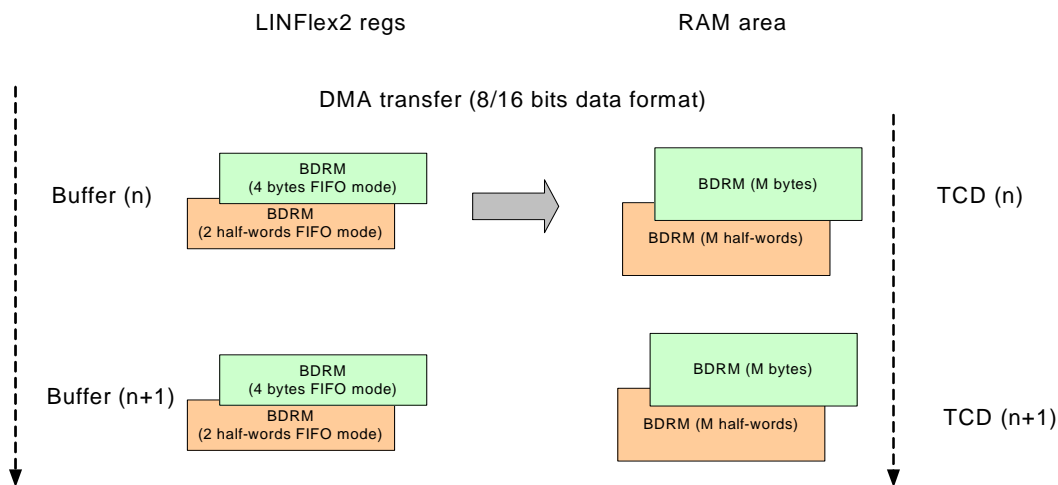 LINFlex2 regs
RAM area
DMA transfer (8/16 bits data format)
Buffer (n)
BDRM
(4 bytes FIFO mode)
BDRM
(2 half-words FIFO mode)
BDRM (M bytes)
BDRM (M half-words)
TCD (n)
Buffer (n+1)
BDRM
(4 bytes FIFO mode)
BDRM
(2 half-words FIFO mode)
BDRM (M bytes)
BDRM (M half-words)
TCD (n+1)